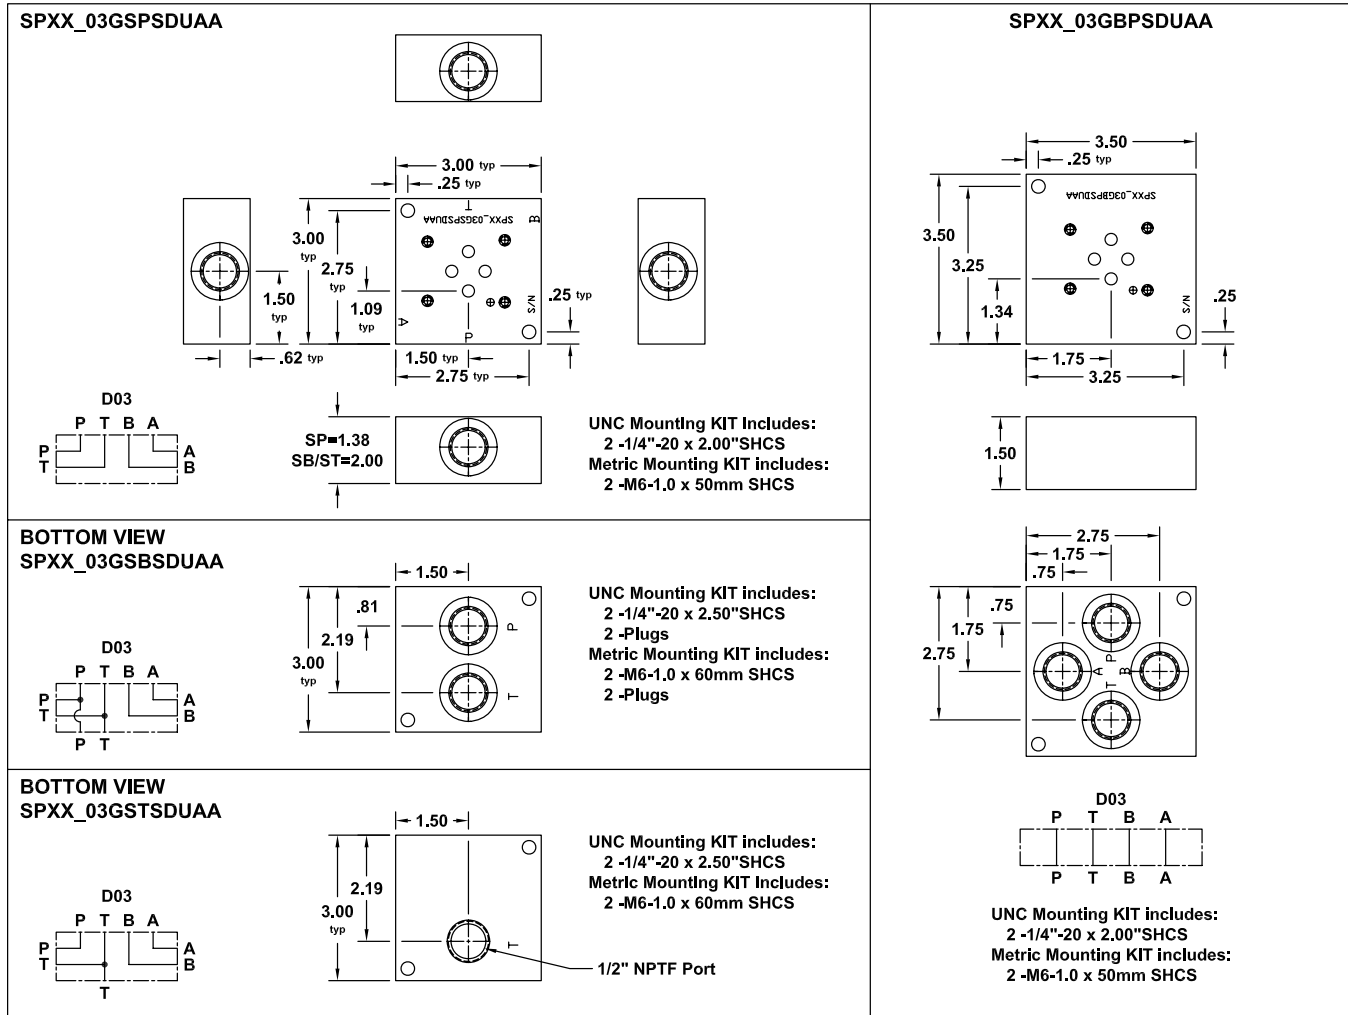 SPXX_03GSPSDUAA
3.00 typ
.25 typ
SPXX_03GSPSDUAA
T
B
A
P
S/N
3.00
typ
2.75
typ
1.09
typ
1.50
typ
.62 typ
.25 typ
1.50 typ
2.75 typ
D03
P T B A
P
T
A
B
SP=1.38
SB/ST=2.00
UNC Mounting KIT Includes:
2 -1/4"-20 x 2.00"SHCS
Metric Mounting KIT includes:
2 -M6-1.0 x 50mm SHCS
BOTTOM VIEW
SPXX_03GSBSDUAA
1.50
.81
2.19
3.00
typ
P
T
D03
P T B A
P
T
A
B
P T
UNC Mounting KIT includes:
2 -1/4"-20 x 2.50"SHCS
2 -Plugs
Metric Mounting KIT includes:
2 -M6-1.0 x 60mm SHCS
2 -Plugs
BOTTOM VIEW
SPXX_03GSTSDUAA
1.50
2.19
3.00
typ
T
1/2" NPTF Port
D03
P T B A
P
T
A
B
T
UNC Mounting KIT includes:
2 -1/4"-20 x 2.50"SHCS
Metric Mounting KIT Includes:
2 -M6-1.0 x 60mm SHCS
SPXX_03GBPSDUAA
3.50
.25 typ
SPXX_03GBPSDUAA
S/N
3.50
3.25
1.34
.25
1.75
3.25
1.50
2.75
1.75
.75
.75
1.75
2.75
P
A
B
T
D03
P T B A
P T B A
UNC Mounting KIT includes:
2 -1/4"-20 x 2.00"SHCS
Metric Mounting KIT includes:
2 -M6-1.0 x 50mm SHCS